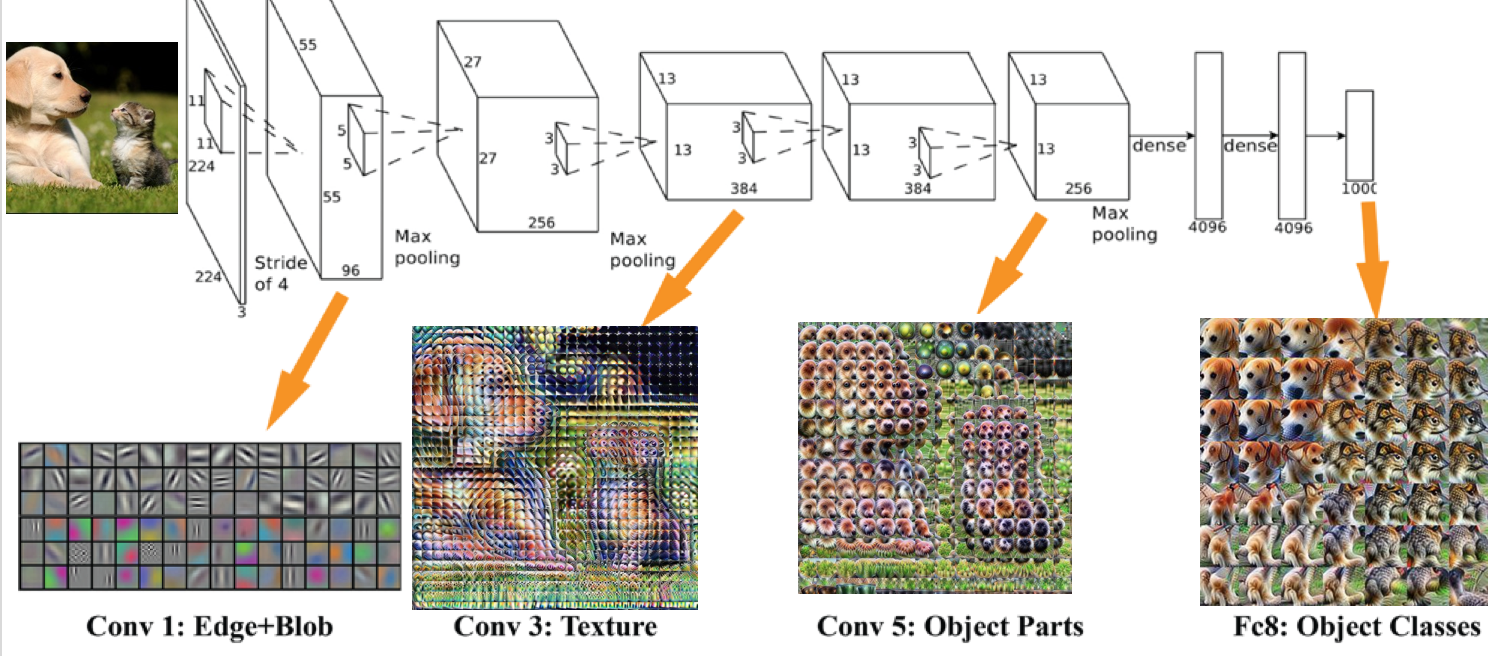 11
11
224
224
3
Stride
of 4
55
55
5
5
96
Max
pooling
27
27
3
3
256
Max
pooling
13
13
3
3
384
13
13
3
3
384
13
13
256
Max
pooling
dense
4096
dense
4096
1000
Conv 1: Edge+Blob
Conv 3: Texture
Conv 5: Object Parts
Fc8: Object Classes